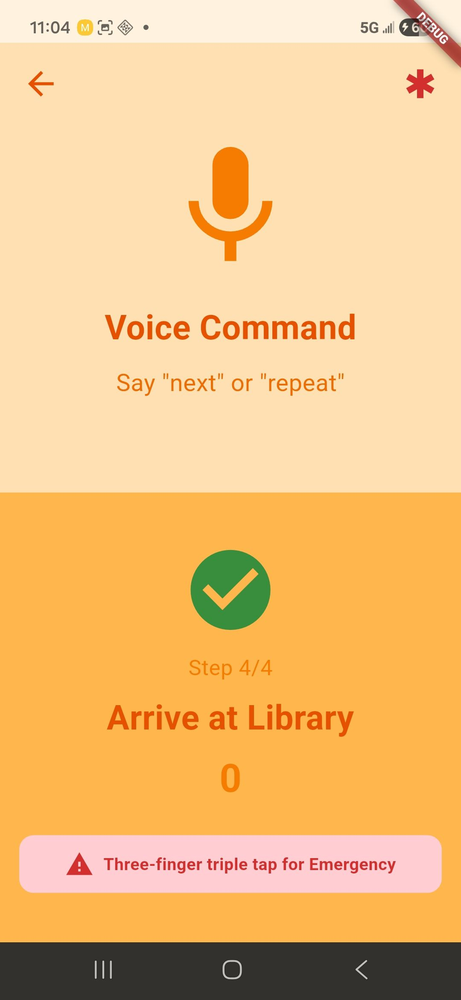 11:04 M 5G
DEBUG
Voice Command
Say "next" or "repeat"
Step 4/4
Arrive at Library
0
Three-finger triple tap for Emergency